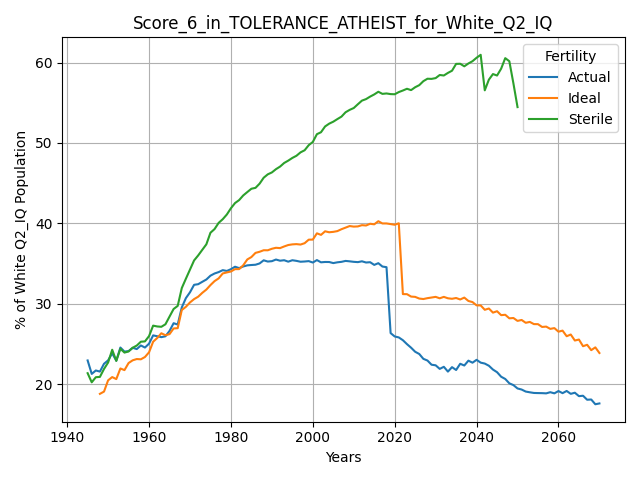 Score_6_in_TOLERANCE_ATHEIST_for_White_Q2_IQ
% of White Q2_IQ Population
60
50
40
30
20
Fertility
Actual
Ideal
Sterile
1940 1960 1980 2000 2020 2040 2060
Years